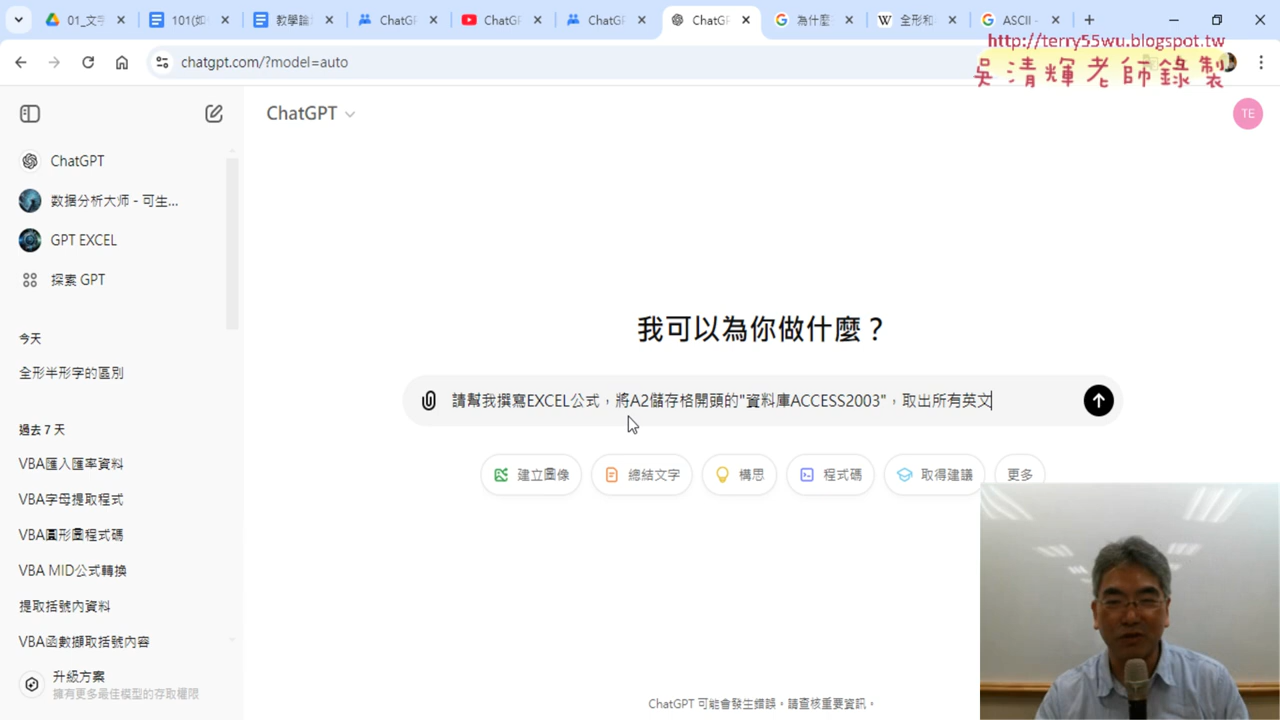 01_文字
101(如
教學論
ChatGF
ChatGP
ChatGF
ChatGP
為什麼
全形和
ASCII -
http://terry55wu.blogspot.tw
吳清輝老師錄製
chatgpt.com/?model=auto
ChatGPT
TE
ChatGPT
数据分析大师 - 可生...
GPT EXCEL
探索 GPT
今天
全形半形字的區別
過去 7 天
VBA匯入匯率資料
VBA字母提取程式
VBA圓形圖程式碼
VBA MID公式轉換
提取括號內資料
VBA函數擷取括號內容
升級方案
擁有更多最佳模型的存取權限
我可以為你做什麼？
請幫我撰寫EXCEL公式，將A2儲存格開頭的"資料庫ACCESS2003"，取出所有英文
建立圖像
總結文字
構思
程式碼
取得建議
更多
ChatGPT 可能會發生錯誤。請查核重要資訊。